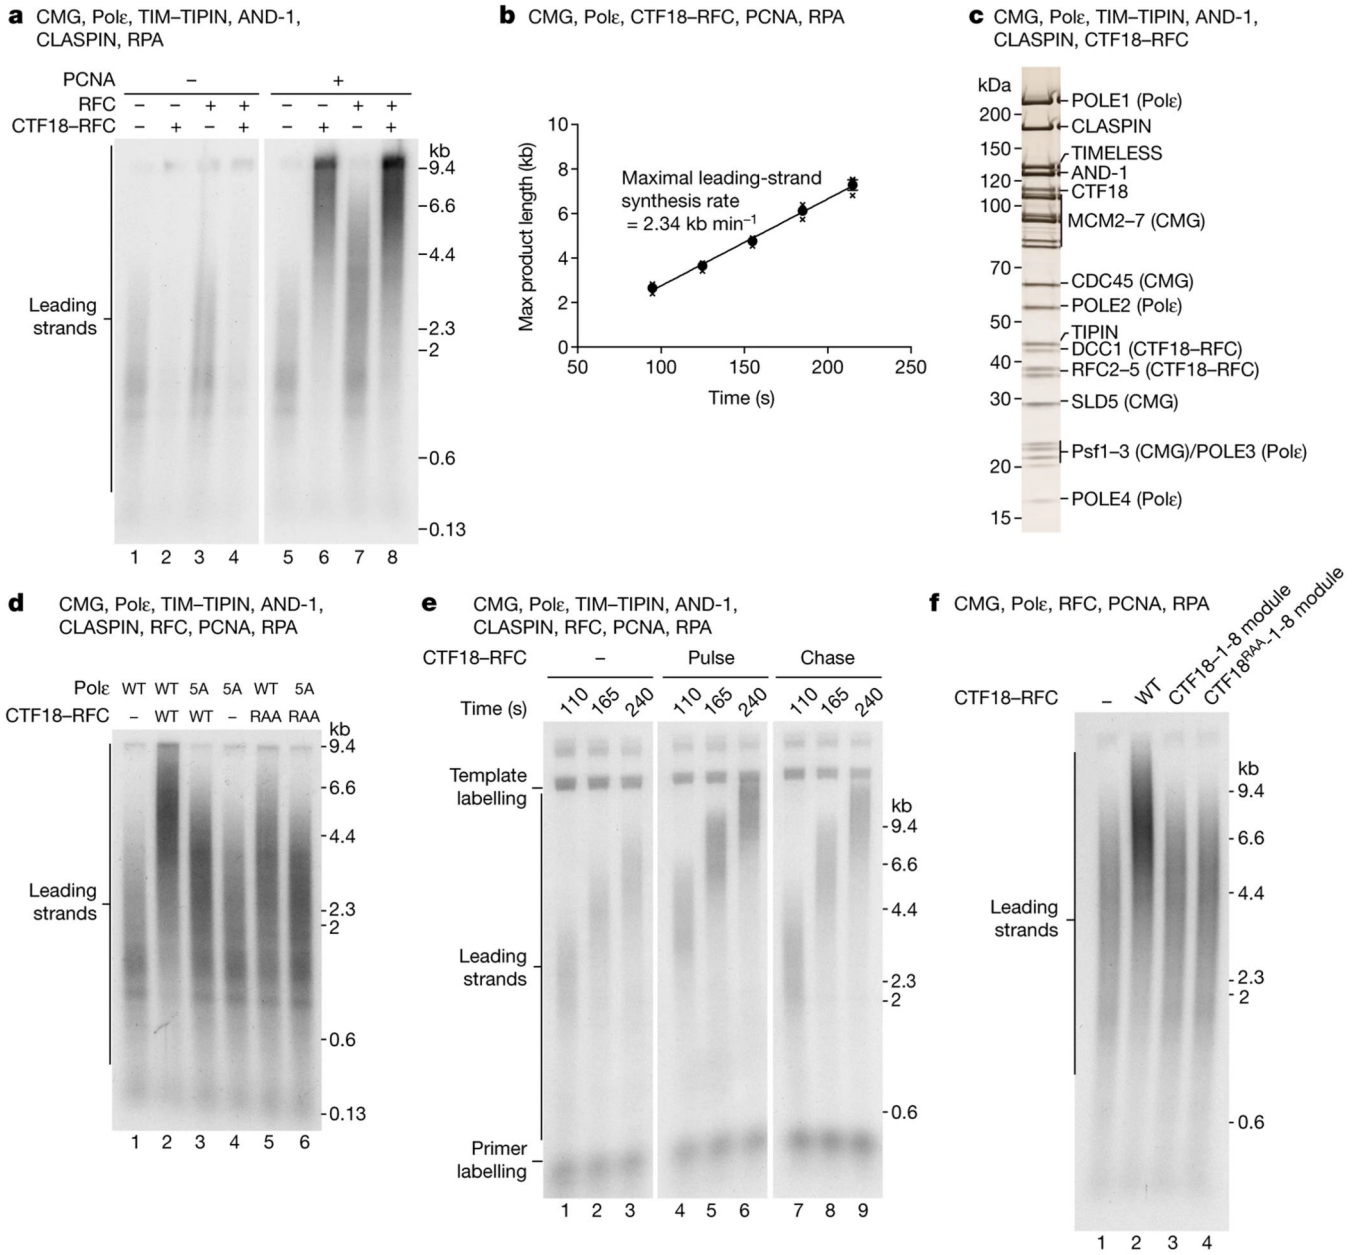 a CMG, Polε, TIM–TIPIN, AND-1,
CLASPIN, RPA
PCNA – +
RFC – – + + – – + +
CTF18–RFC – + – + – + – +
kb
9.4
6.6
4.4
2.3
2
0.6
0.13
Leading
strands
1 2 3 4 5 6 7 8
b CMG, Polε, CTF18–RFC, PCNA, RPA
Max product length (kb)
10
8
6
4
2
0
Maximal leading-strand
synthesis rate
= 2.34 kb min⁻¹
50 100 150 200 250
Time (s)
c CMG, Polε, TIM–TIPIN, AND-1,
CLASPIN, CTF18–RFC
kDa
200
150
120
100
70
50
40
30
20
15
POLE1 (Polε)
CLASPIN
TIMELESS
AND-1
CTF18
MCM2–7 (CMG)
CDC45 (CMG)
POLE2 (Polε)
TIPIN
DCC1 (CTF18–RFC)
RFC2–5 (CTF18–RFC)
SLD5 (CMG)
Psf1–3 (CMG)/POLE3 (Polε)
POLE4 (Polε)
d CMG, Polε, TIM–TIPIN, AND-1,
CLASPIN, RFC, PCNA, RPA
Polε WT WT 5A 5A WT 5A
CTF18–RFC – WT WT – RAA RAA
kb
9.4
6.6
4.4
2.3
2
0.6
0.13
Leading
strands
1 2 3 4 5 6
e CMG, Polε, TIM–TIPIN, AND-1,
CLASPIN, RFC, PCNA, RPA
CTF18–RFC – Pulse Chase
Time (s) 110 165 240 110 165 240 110 165 240
Template
labelling
kb
9.4
6.6
4.4
2.3
2
0.6
Leading
strands
Primer
labelling
1 2 3 4 5 6 7 8 9
f CMG, Polε, RFC, PCNA, RPA
CTF18–RFC – WT CTF18–1-8 module CTF18ᴿᴬᴬ-1-8 module
kb
9.4
6.6
4.4
2.3
2
0.6
Leading
strands
1 2 3 4